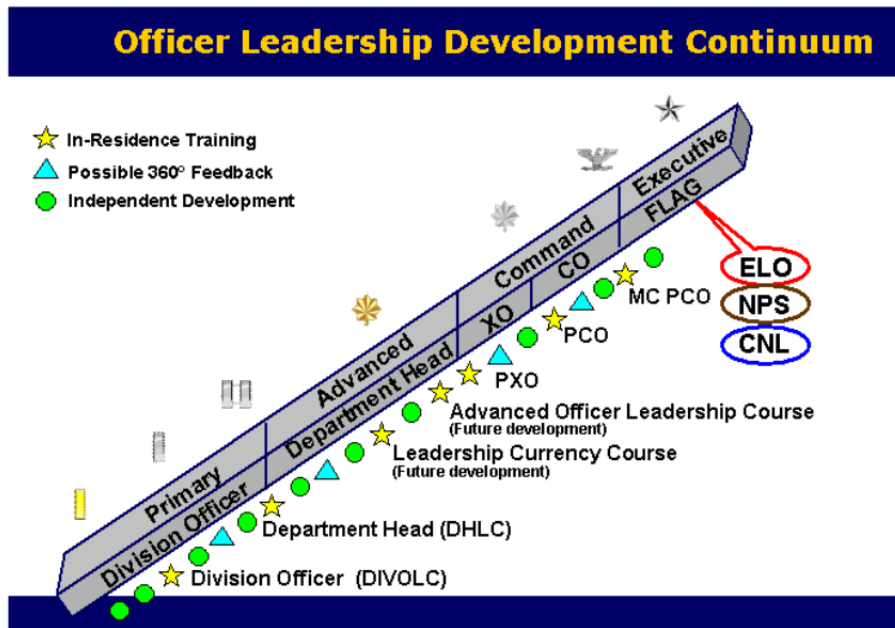 Officer Leadership Development Continuum
In-Residence Training
Possible 360° Feedback
Independent Development
Primary
Advanced
Command
Executive
Division Officer
Department Head
XO
CO
FLAG
ELO
NPS
CNL
MC PCO
PCO
PXO
Advanced Officer Leadership Course
(Future development)
Leadership Currency Course
(Future development)
Department Head (DHLC)
Division Officer (DIVOLC)